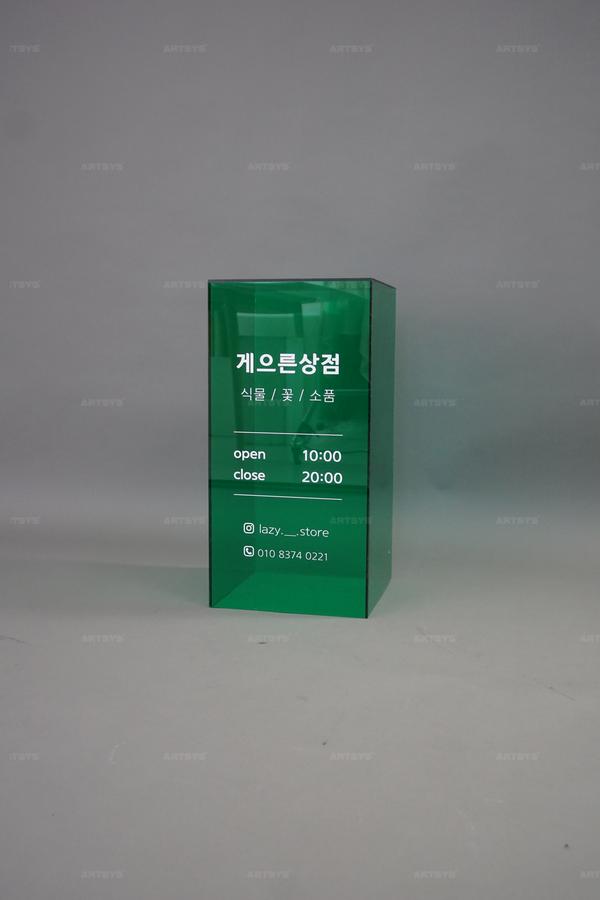 게으른상점
식물 / 꽃 / 소품
open 10:00
close 20:00
lazy.__.store
010 8374 0221
ARTSYS